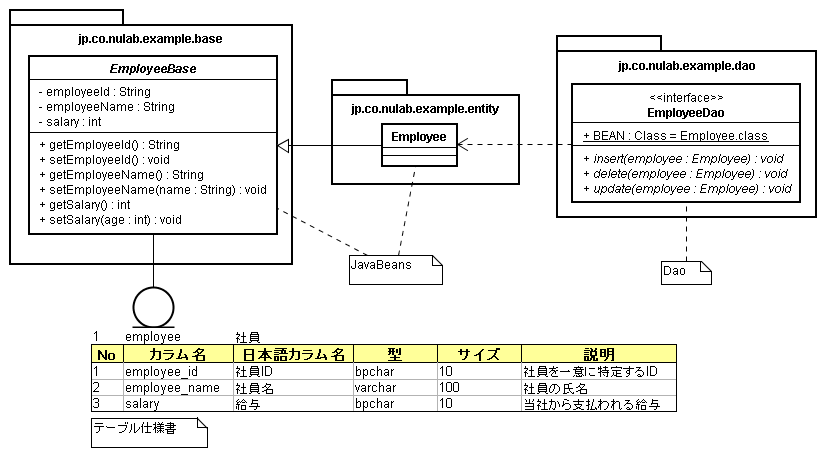 jp.co.nulab.example.base
EmployeeBase
- employeeId : String
- employeeName : String
- salary : int
+ getEmployeeId() : String
+ setEmployeeId() : void
+ getEmployeeName() : String
+ setEmployeeName(name : String) : void
+ getSalary() : int
+ setSalary(age : int) : void
jp.co.nulab.example.entity
Employee
jp.co.nulab.example.dao
<<interface>>
EmployeeDao
+ BEAN : Class = Employee.class
+ insert(employee : Employee) : void
+ delete(employee : Employee) : void
+ update(employee : Employee) : void
JavaBeans
Dao
1 employee 社員
No カラム名 日本語カラム名 型 サイズ 説明
1 employee_id 社員ID bpchar 10 社員を一意に特定するID
2 employee_name 社員名 varchar 100 社員の氏名
3 salary 給与 bpchar 10 当社から支払われる給与
テーブル仕様書